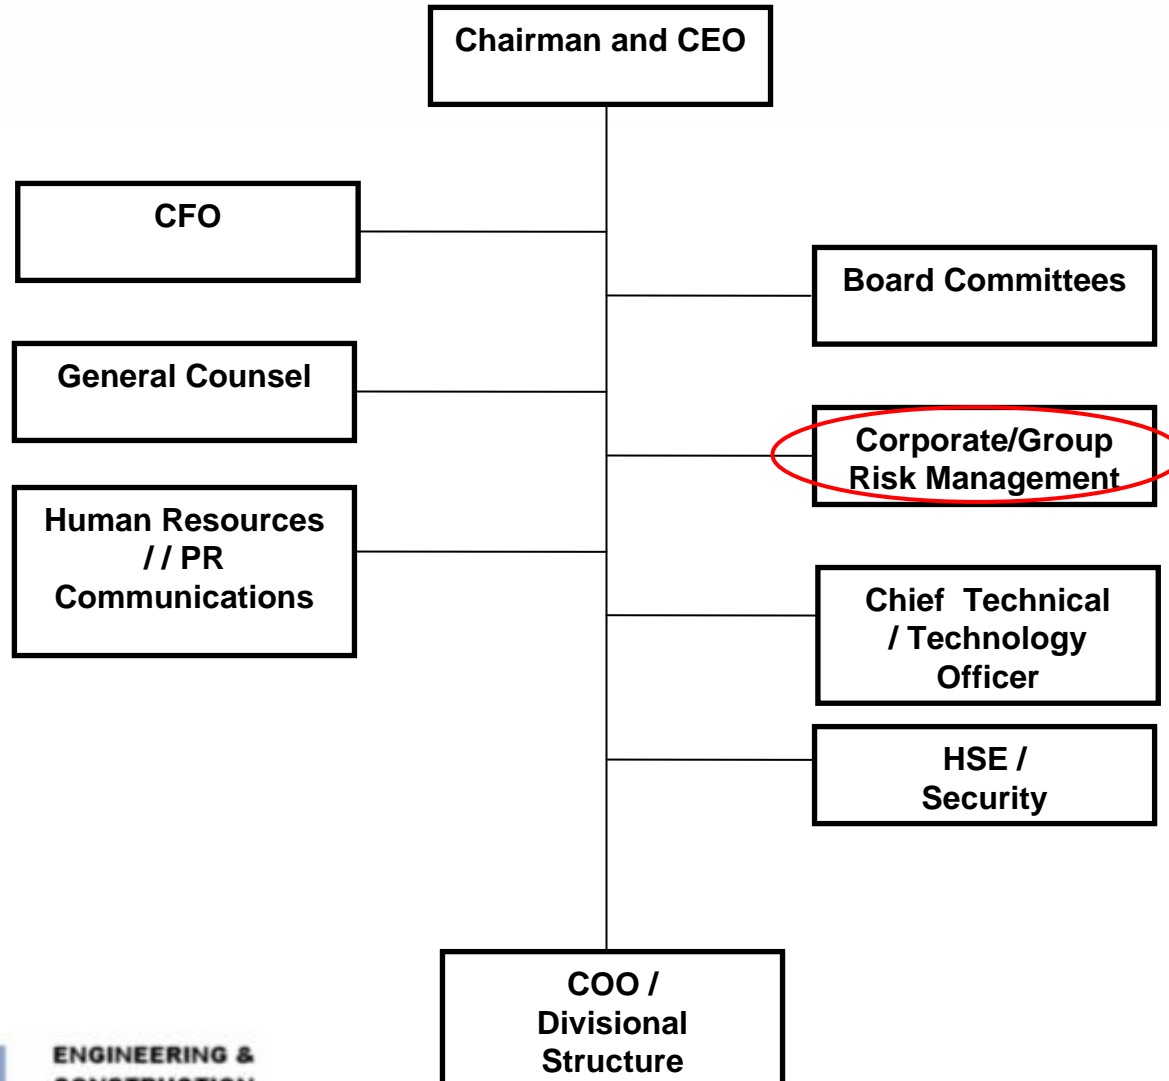 Chairman and CEO
CFO
Board Committees
General Counsel
Corporate/Group
Risk Management
Human Resources
/ / PR
Communications
Chief  Technical
/ Technology
Officer
HSE /
Security
COO /
Divisional
Structure
ENGINEERING &
CONSTRUCTION